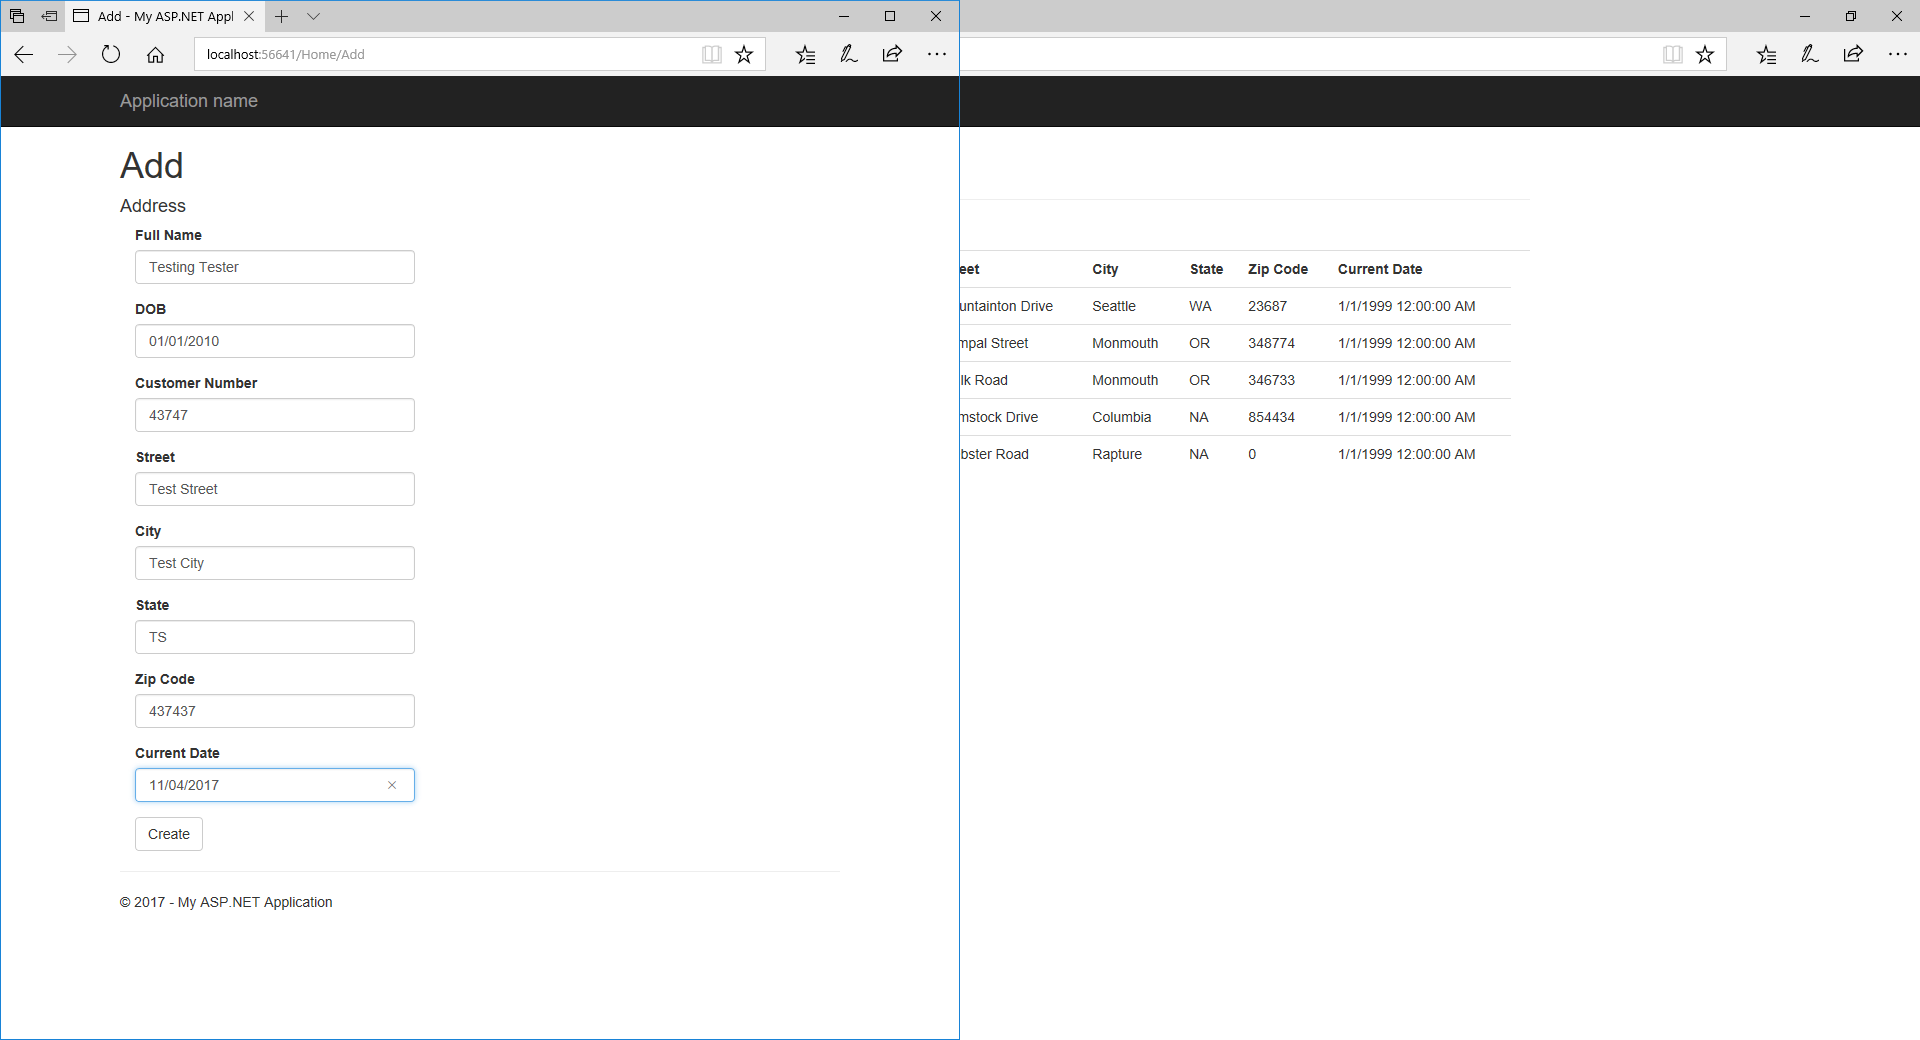 Add - My ASP.NET Appl
localhost:56641/Home/Add
Application name
Add
Address
Full Name
Testing Tester
DOB
01/01/2010
Customer Number
43747
Street
Test Street
City
Test City
State
TS
Zip Code
437437
Current Date
11/04/2017
Create
© 2017 - My ASP.NET Application
eet City State Zip Code Current Date
untainton Drive Seattle WA 23687 1/1/1999 12:00:00 AM
mpal Street Monmouth OR 348774 1/1/1999 12:00:00 AM
lk Road Monmouth OR 346733 1/1/1999 12:00:00 AM
mstock Drive Columbia NA 854434 1/1/1999 12:00:00 AM
bster Road Rapture NA 0 1/1/1999 12:00:00 AM